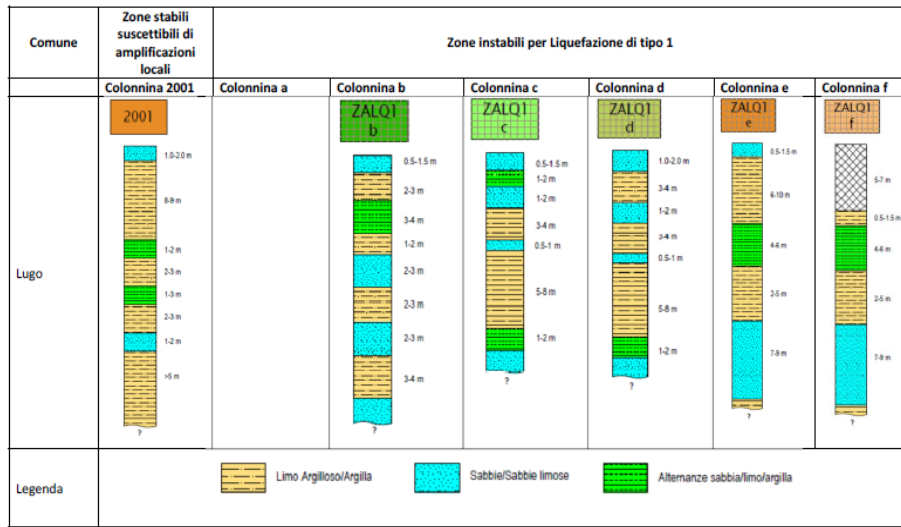 Comune
Zone stabili
suscettibili di
amplificazioni
locali
Zone instabili per Liquefazione di tipo 1
Colonnina 2001
Colonnina a
Colonnina b
Colonnina c
Colonnina d
Colonnina e
Colonnina f
Lugo
2001
1.0-2.0 m
8-9 m
1-2 m
2-3 m
1-3 m
2-3 m
1-2 m
>5 m
?
ZALQ1
b
0.5-1.5 m
2-3 m
3-4 m
1-2 m
2-3 m
2-3 m
2-3 m
3-4 m
?
ZALQ1
c
0.5-1.5 m
1-2 m
1-2 m
3-4 m
0.5-1 m
5-8 m
1-2 m
?
ZALQ1
d
1.0-2.0 m
3-4 m
1-2 m
3-4 m
0.5-1 m
5-8 m
1-2 m
?
ZALQ1
e
0.5-1.5 m
6-10 m
4-6 m
2-5 m
7-9 m
?
ZALQ1
f
5-7 m
0.5-1.5 m
4-6 m
2-5 m
7-9 m
?
Legenda
Limo Argilloso/Argilla
Sabbie/Sabbie limose
Alternanze sabbia/limo/argilla